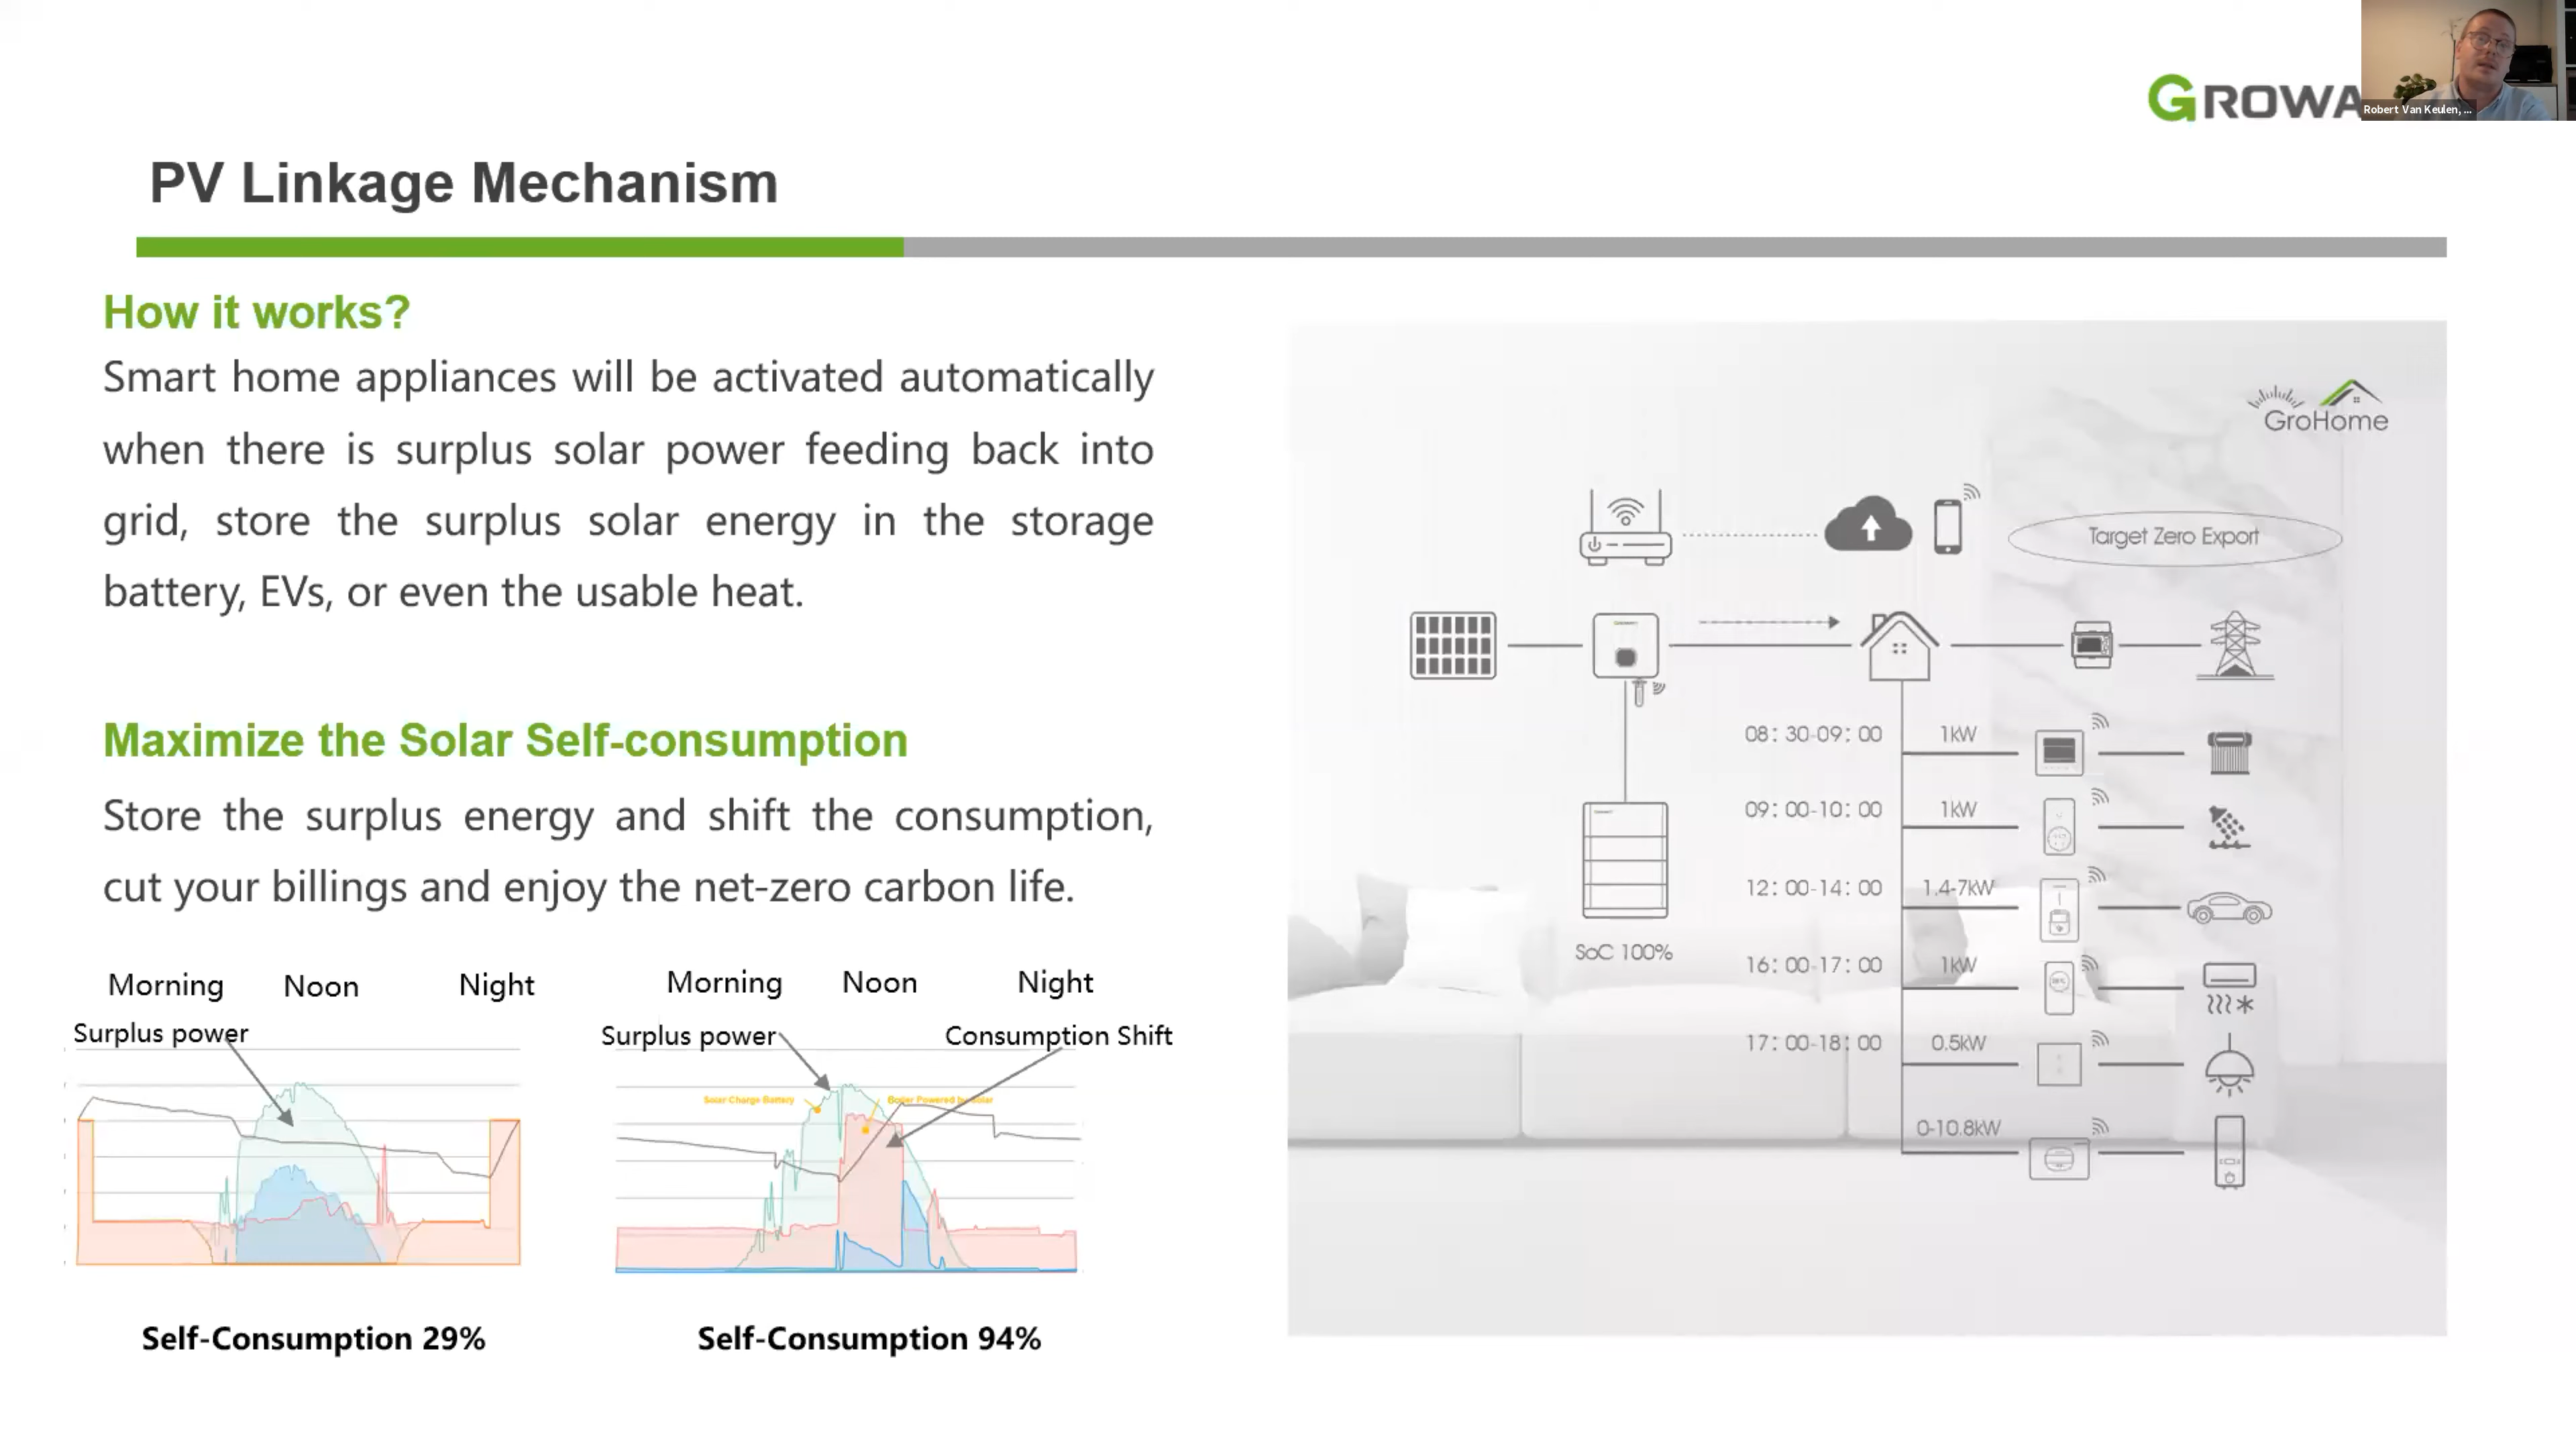 GROWA
Robert Van Keulen, ...
PV Linkage Mechanism
How it works?
Smart home appliances will be activated automatically
when there is surplus solar power feeding back into
grid, store the surplus solar energy in the storage
battery, EVs, or even the usable heat.
Maximize the Solar Self-consumption
Store the surplus energy and shift the consumption,
cut your billings and enjoy the net-zero carbon life.
Morning Noon Night
Surplus power
Self-Consumption 29%
Morning Noon Night
Surplus power Consumption Shift
Solar Charge Battery Boiler Powered by Solar
Self-Consumption 94%
GroHome
Target Zero Export
SoC 100%
08:30-09:00 1kW
09:00-10:00 1kW
12:00-14:00 1.4-7kW
16:00-17:00 1kW
17:00-18:00 0.5kW
0-10.8kW